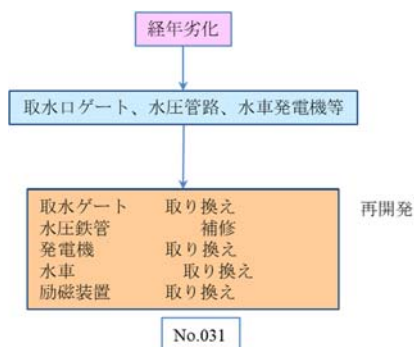 経年劣化
取水口ゲート、水圧管路、水車発電機等
取水ゲート 取り換え
水圧鉄管 補修
発電機 取り換え
水車 取り換え
励磁装置 取り換え
再開発
No.031